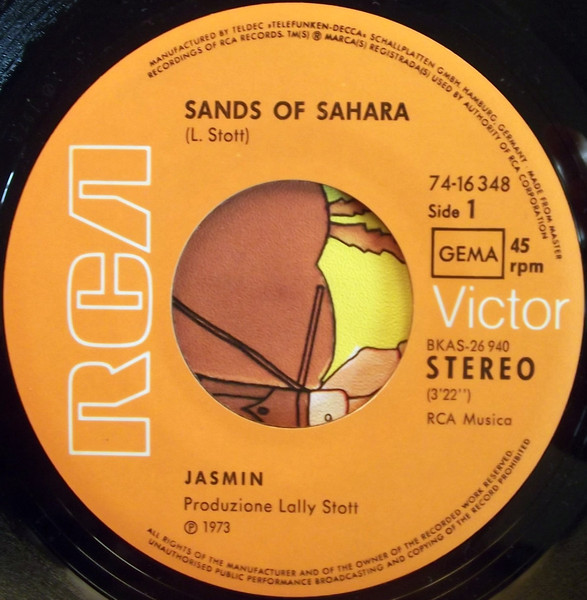 MANUFACTURED BY TELDEC »TELEFUNKEN-DECCA« SCHALLPLATTEN GMBH, HAMBURG, GERMANY · MADE FROM MASTER
RECORDINGS OF RCA RECORDS. TM(S) ® MARCA(S) REGISTRADA(S) USED BY AUTHORITY OF RCA CORPORATION
SANDS OF SAHARA
(L. Stott)
RCA
74-16 348
Side 1
GEMA
45
rpm
Victor
BKAS-26 940
STEREO
(3'22'')
RCA Musica
JASMIN
Produzione Lally Stott
℗ 1973
ALL RIGHTS OF THE MANUFACTURER AND OF THE OWNER OF THE RECORDED WORK RESERVED.
UNAUTHORISED PUBLIC PERFORMANCE BROADCASTING AND COPYING OF THE RECORD PROHIBITED